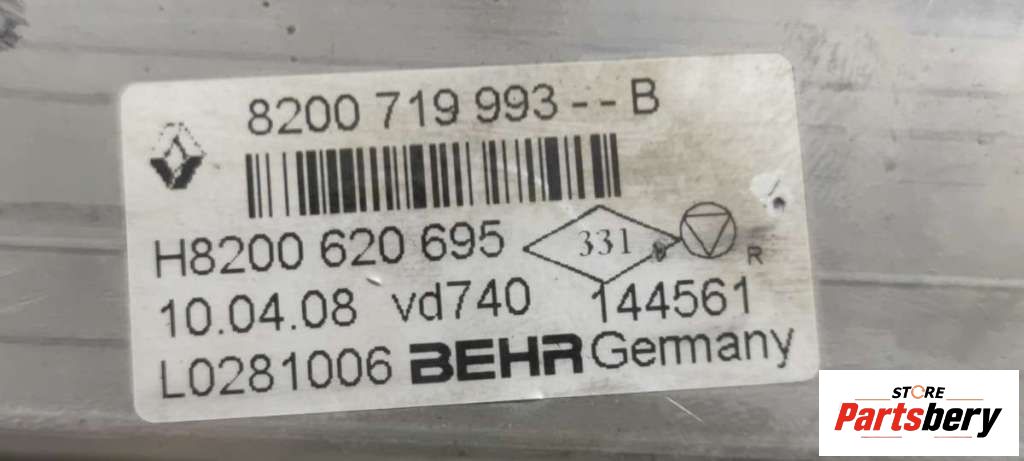 8200 719 993--B
H8200 620 695 331 R
10.04.08 vd740 144561
L0281006 BEHR Germany
STORE
Partsbery